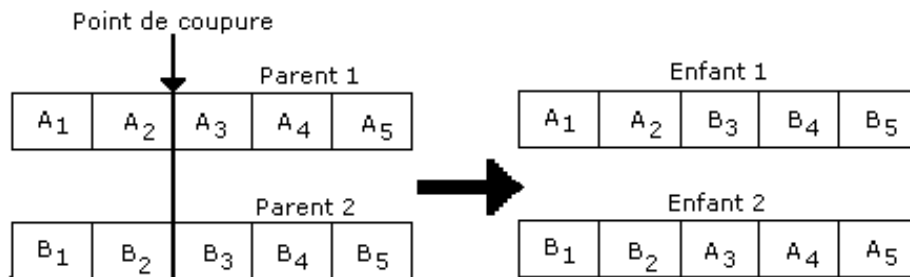 Point de coupure
Parent 1
A1 A2 A3 A4 A5
Parent 2
B1 B2 B3 B4 B5
Enfant 1
A1 A2 B3 B4 B5
Enfant 2
B1 B2 A3 A4 A5